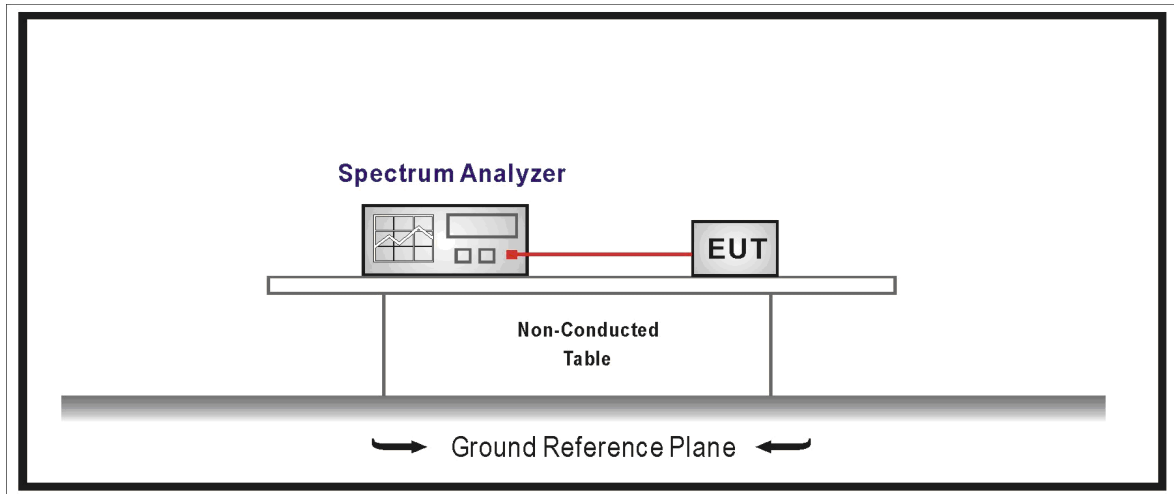 Spectrum Analyzer
EUT
Non-Conducted
Table
Ground Reference Plane